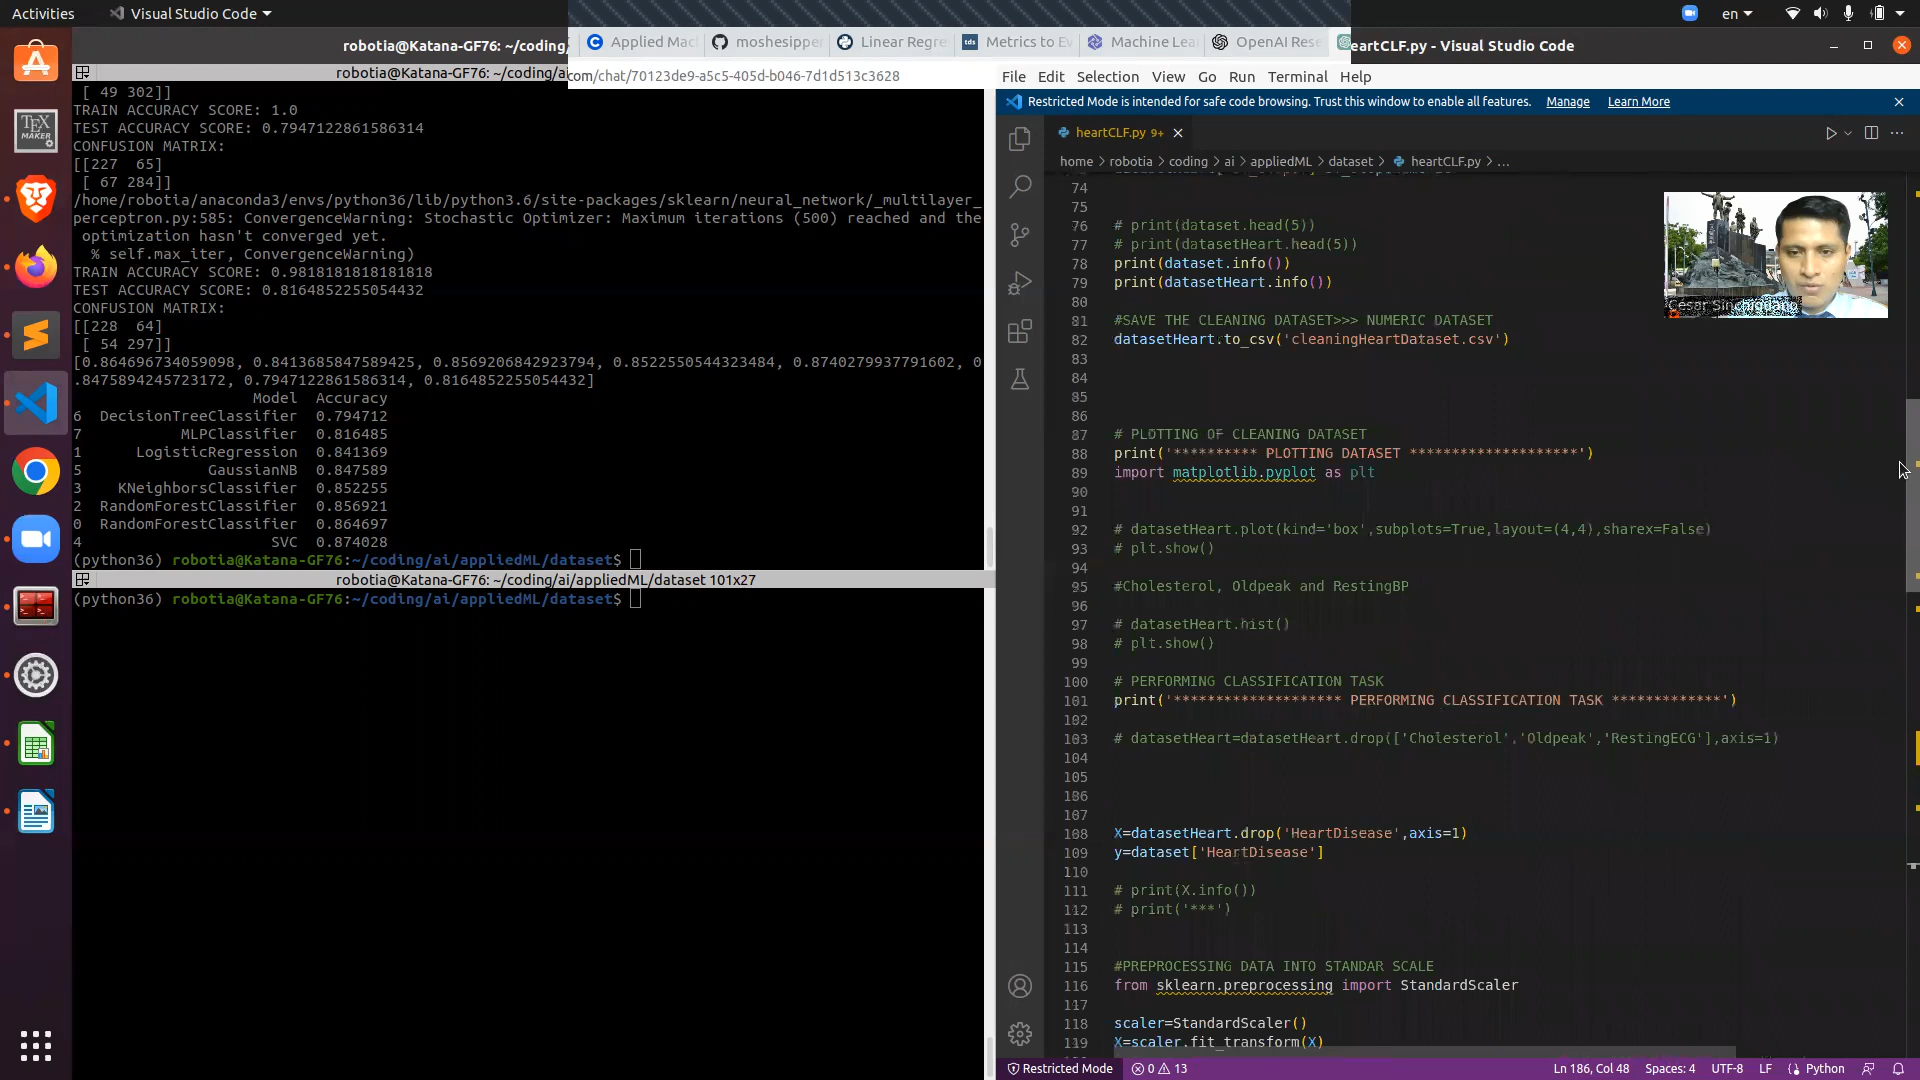 Activities
Visual Studio Code
en
robotia@Katana-GF76: ~/coding/
robotia@Katana-GF76: ~/coding/ai
[ 49 302]]
TRAIN ACCURACY SCORE: 1.0
TEST ACCURACY SCORE: 0.7947122861586314
CONFUSION MATRIX:
[[227  65]
[ 67 284]]
/home/robotia/anaconda3/envs/python36/lib/python3.6/site-packages/sklearn/neural_network/_multilayer_
perceptron.py:585: ConvergenceWarning: Stochastic Optimizer: Maximum iterations (500) reached and the
optimization hasn't converged yet.
% self.max_iter, ConvergenceWarning)
TRAIN ACCURACY SCORE: 0.9818181818181818
TEST ACCURACY SCORE: 0.8164852255054432
CONFUSION MATRIX:
[[228  64]
[ 54 297]]
[0.864696734059098, 0.8413685847589425, 0.8569206842923794, 0.8522550544323484, 0.8740279937791602, 0
.8475894245723172, 0.7947122861586314, 0.8164852255054432]
Model  Accuracy
6  DecisionTreeClassifier  0.794712
7  MLPClassifier  0.816485
1  LogisticRegression  0.841369
5  GaussianNB  0.847589
3  KNeighborsClassifier  0.852255
2  RandomForestClassifier  0.856921
0  RandomForestClassifier  0.864697
4  SVC  0.874028
(python36) robotia@Katana-GF76:~/coding/ai/appliedML/dataset$
robotia@Katana-GF76: ~/coding/ai/appliedML/dataset 101x27
(python36) robotia@Katana-GF76:~/coding/ai/appliedML/dataset$
Applied Mac
moshesipper
Linear Regre
Metrics to Ev
Machine Lea
OpenAI Rese
com/chat/70123de9-a5c5-405d-b046-7d1d513c3628
eartCLF.py - Visual Studio Code
File Edit Selection View Go Run Terminal Help
Restricted Mode is intended for safe code browsing. Trust this window to enable all features. Manage Learn More
heartCLF.py 9+
home > robotia > coding > ai > appliedML > dataset > heartCLF.py > ...
74
75
76 # print(dataset.head(5))
77 # print(datasetHeart.head(5))
78 print(dataset.info())
79 print(datasetHeart.info())
80
81 #SAVE THE CLEANING DATASET>>> NUMERIC DATASET
82 datasetHeart.to_csv('cleaningHeartDataset.csv')
83
84
85
86
87 # PLOTTING OF CLEANING DATASET
88 print('********** PLOTTING DATASET ********************')
89 import matplotlib.pyplot as plt
90
91
92 # datasetHeart.plot(kind='box',subplots=True,layout=(4,4),sharex=False)
93 # plt.show()
94
95 #Cholesterol, Oldpeak and RestingBP
96
97 # datasetHeart.hist()
98 # plt.show()
99
100 # PERFORMING CLASSIFICATION TASK
101 print('******************** PERFORMING CLASSIFICATION TASK *************')
102
103 # datasetHeart=datasetHeart.drop(['Cholesterol','Oldpeak','RestingECG'],axis=1)
104
105
106
107
108 X=datasetHeart.drop('HeartDisease',axis=1)
109 y=dataset['HeartDisease']
110
111 # print(X.info())
112 # print('***')
113
114
115 #PREPROCESSING DATA INTO STANDAR SCALE
116 from sklearn.preprocessing import StandardScaler
117
118 scaler=StandardScaler()
119 X=scaler.fit_transform(X)
Restricted Mode 0 13
Ln 186, Col 48 Spaces: 4 UTF-8 LF Python